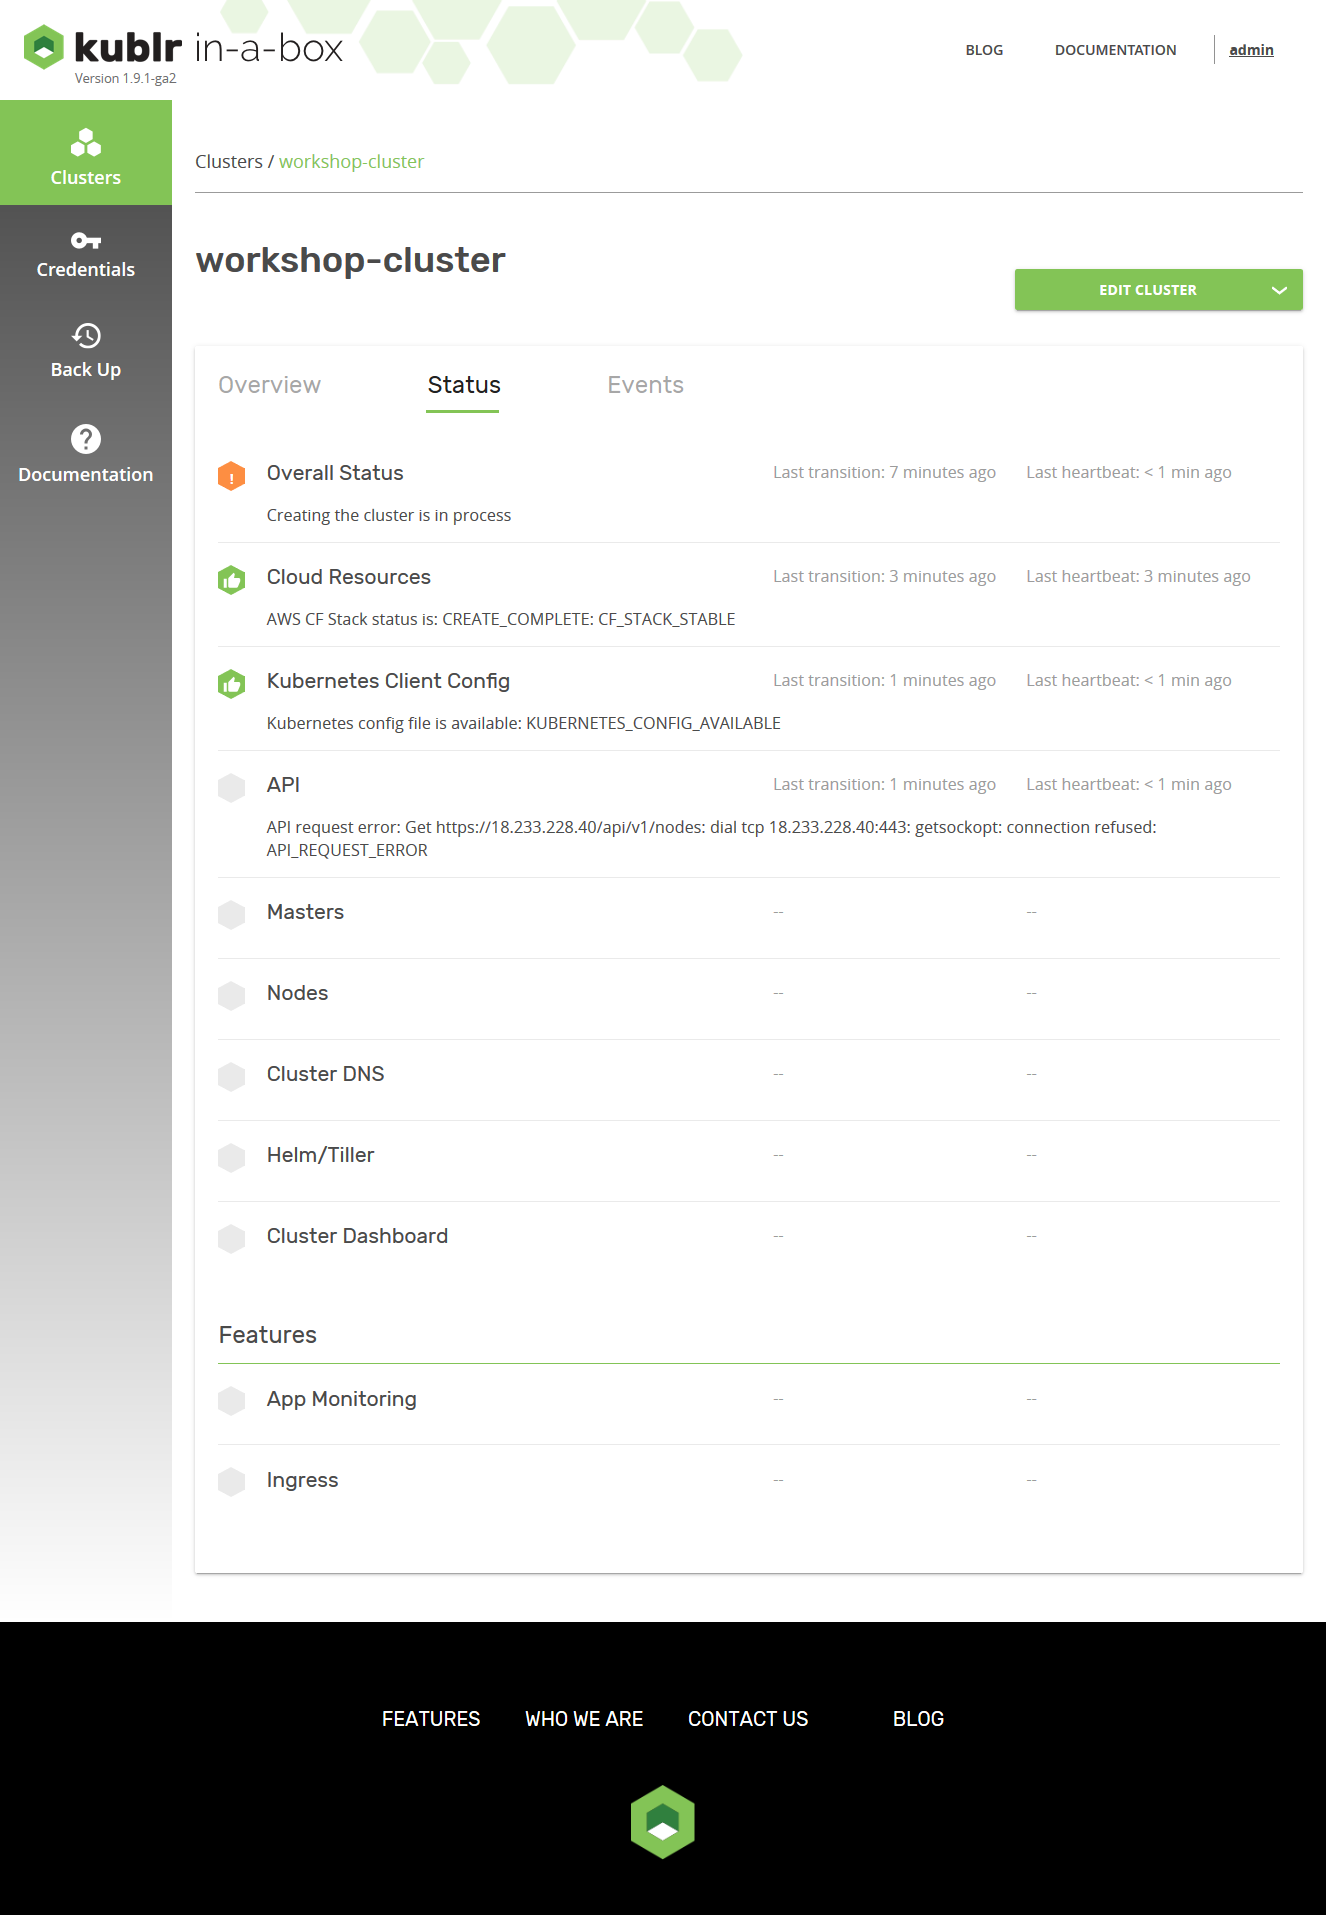 kublr in-a-box
Version 1.9.1-ga2
BLOG DOCUMENTATION admin
Clusters
Credentials
Back Up
Documentation
Clusters / workshop-cluster
workshop-cluster
EDIT CLUSTER
Overview Status Events
Overall Status Last transition: 7 minutes ago Last heartbeat: < 1 min ago
Creating the cluster is in process
Cloud Resources Last transition: 3 minutes ago Last heartbeat: 3 minutes ago
AWS CF Stack status is: CREATE_COMPLETE: CF_STACK_STABLE
Kubernetes Client Config Last transition: 1 minutes ago Last heartbeat: < 1 min ago
Kubernetes config file is available: KUBERNETES_CONFIG_AVAILABLE
API Last transition: 1 minutes ago Last heartbeat: < 1 min ago
API request error: Get https://18.233.228.40/api/v1/nodes: dial tcp 18.233.228.40:443: getsockopt: connection refused:
API_REQUEST_ERROR
Masters -- --
Nodes -- --
Cluster DNS -- --
Helm/Tiller -- --
Cluster Dashboard -- --
Features
App Monitoring -- --
Ingress -- --
FEATURES WHO WE ARE CONTACT US BLOG